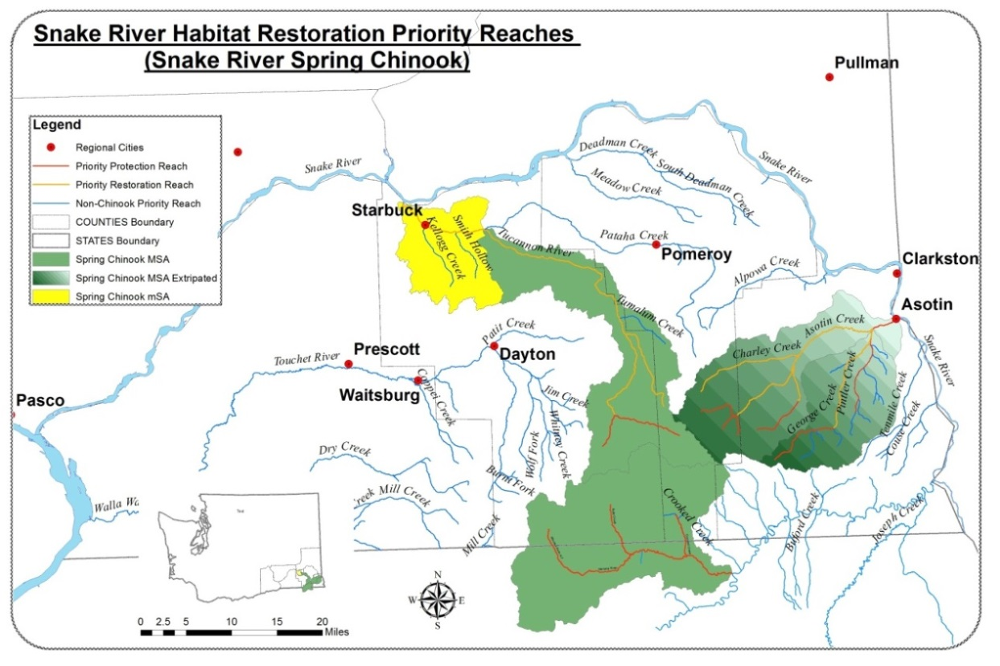 Snake River Habitat Restoration Priority Reaches
(Snake River Spring Chinook)
Pullman
Legend
Regional Cities
Priority Protection Reach
Priority Restoration Reach
Non-Chinook Priority Reach
COUNTIES Boundary
STATES Boundary
Spring Chinook MSA
Spring Chinook MSA Extripated
Spring Chinook mSA
Snake River
Deadman Creek
South Deadman Creek
Snake River
Meadow Creek
Starbuck
Kellogg Creek
Smith Hollow
Tucannon River
Pataha Creek
Pomeroy
Alpowa Creek
Clarkston
Asotin
Tumalum Creek
Asotin Creek
Charley Creek
Snake River
Patit Creek
Dayton
Touchet River
Prescott
Waitsburg
Coppei Creek
Jim Creek
Whitney Creek
Wolf Fork
Burnt Fork
George Creek
Pintler Creek
Tenmile Creek
Couse Creek
Pasco
Dry Creek
reek
Mill Creek
Mill Creek
Walla Wa
Crooked Creek
Buford Creek
Joseph Creek
N
W
E
S
0 2.5 5 10 15 20
Miles